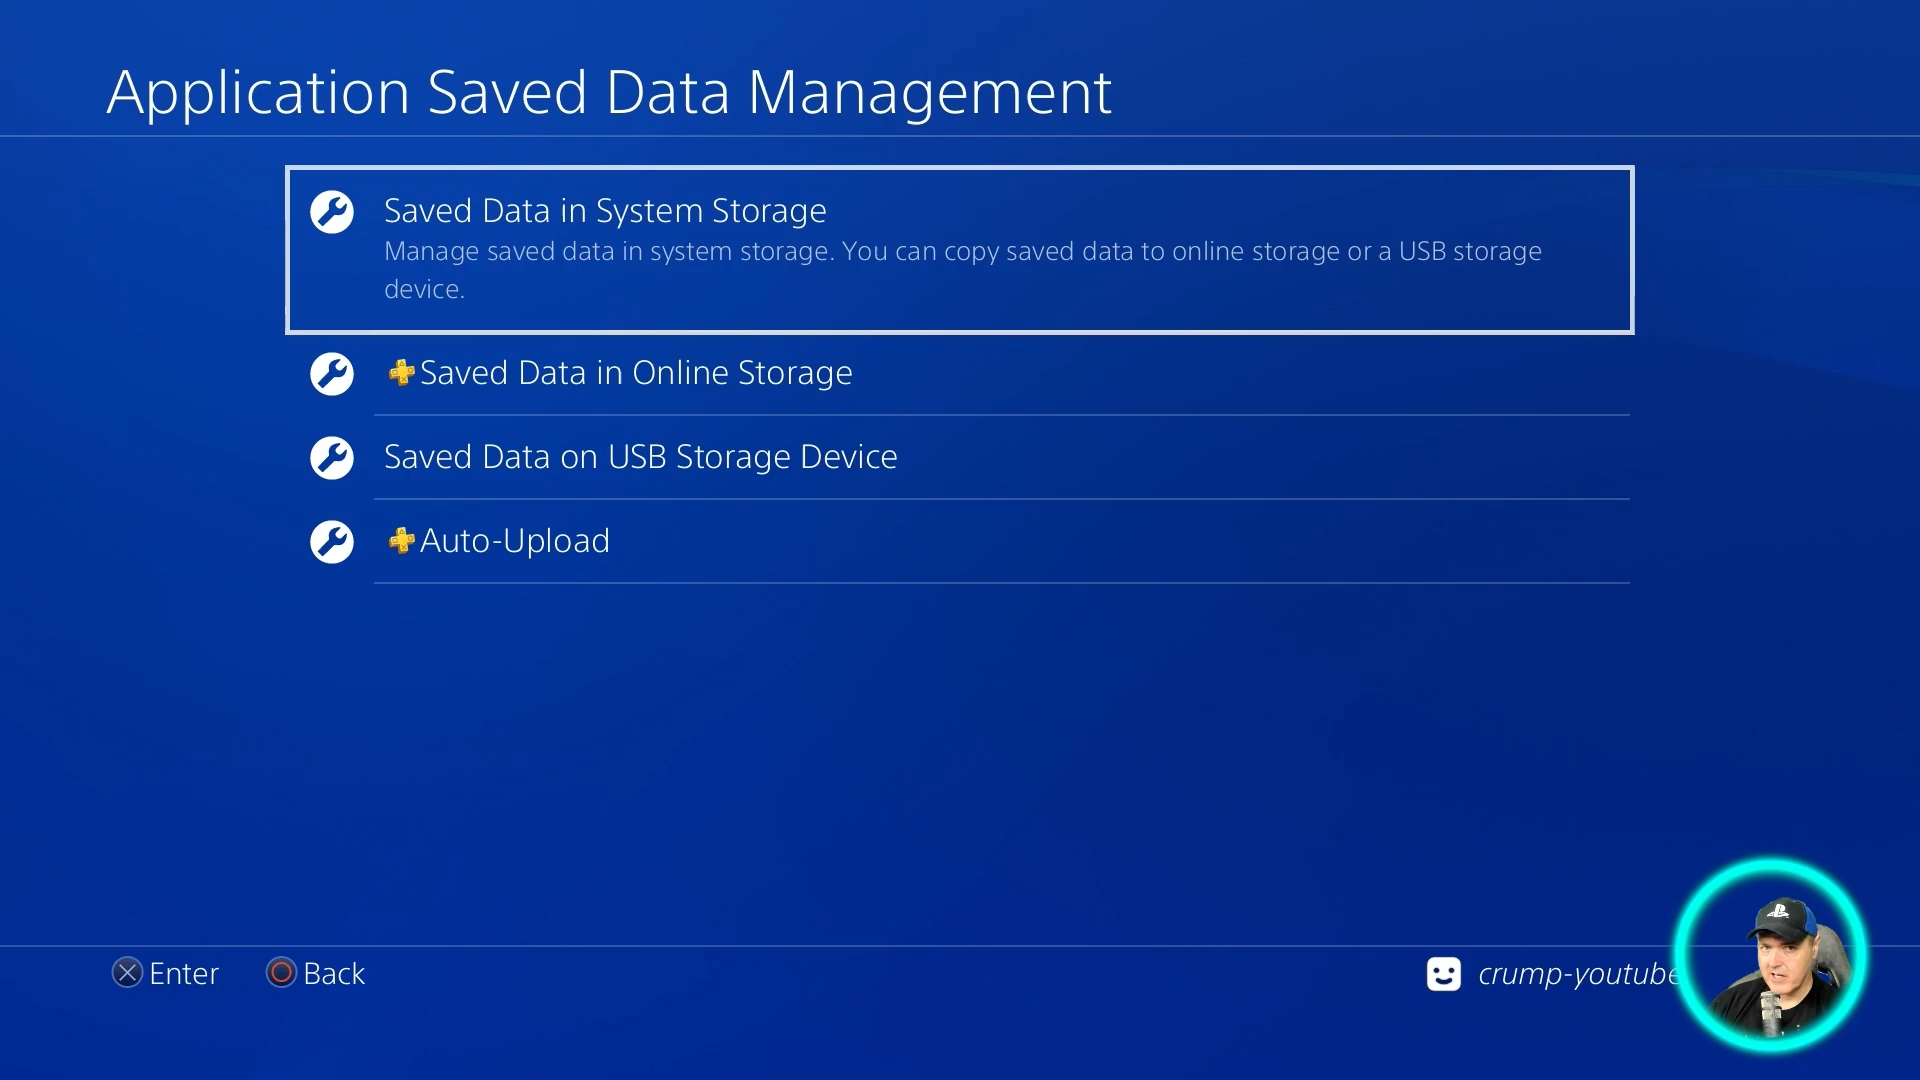 Application Saved Data Management
Saved Data in System Storage
Manage saved data in system storage. You can copy saved data to online storage or a USB storage
device.
Saved Data in Online Storage
Saved Data on USB Storage Device
Auto-Upload
Enter
Back
crump-youtube